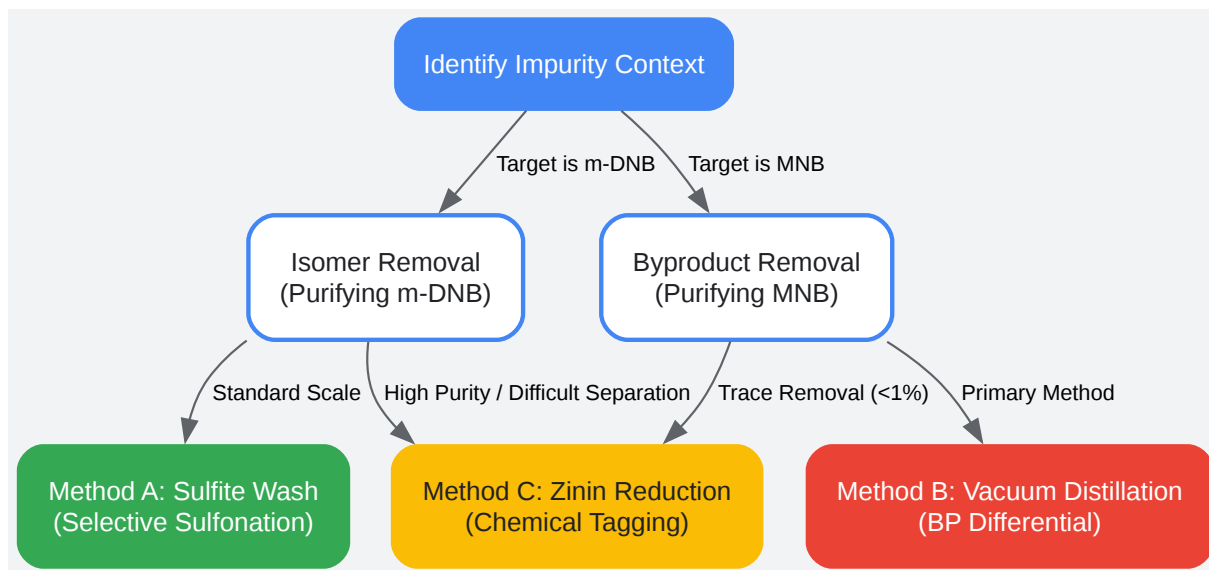 Identify Impurity Context
Target is m-DNB
Target is MNB
Isomer Removal
(Purifying m-DNB)
Byproduct Removal
(Purifying MNB)
Standard Scale
High Purity / Difficult Separation
Trace Removal (<1%)
Primary Method
Method A: Sulfite Wash
(Selective Sulfonation)
Method C: Zinin Reduction
(Chemical Tagging)
Method B: Vacuum Distillation
(BP Differential)